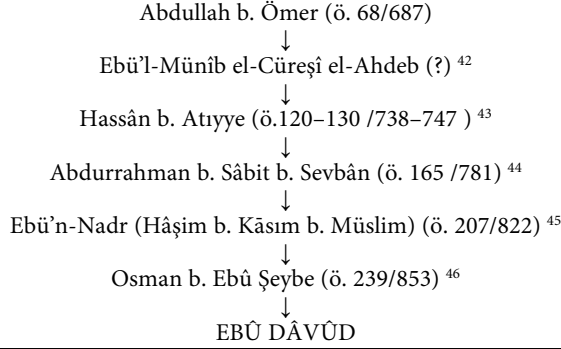 Abdullah b. Ömer (ö. 68/687)
↓
Ebü’l-Münîb el-Cüreşî el-Ahdeb (?) 42
↓
Hassân b. Atıyye (ö.120–130 /738–747 ) 43
↓
Abdurrahman b. Sâbit b. Sevbân (ö. 165 /781) 44
↓
Ebü’n-Nadr (Hâşim b. Kāsım b. Müslim) (ö. 207/822) 45
↓
Osman b. Ebû Şeybe (ö. 239/853) 46
↓
EBÛ DÂVÛD